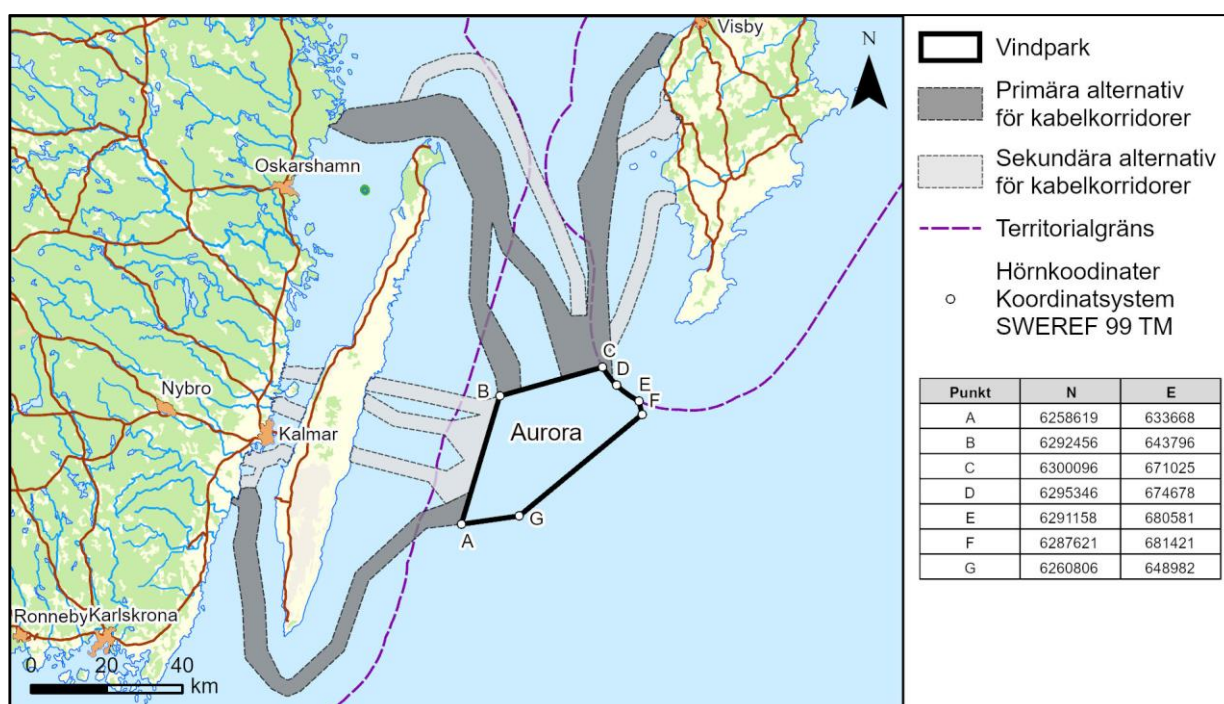 Visby
N
Oskarshamn
C
D
B
E
F
Nybro
Aurora
Kalmar
G
A
Ronneby Karlskrona
0 20 40
km
Vindpark
Primära alternativ
för kabelkorridorer
Sekundära alternativ
för kabelkorridorer
Territorialgräns
Hörnkoodinater
Koordinatsystem
SWEREF 99 TM
Punkt N E
A 6258619 633668
B 6292456 643796
C 6300096 671025
D 6295346 674678
E 6291158 680581
F 6287621 681421
G 6260806 648982